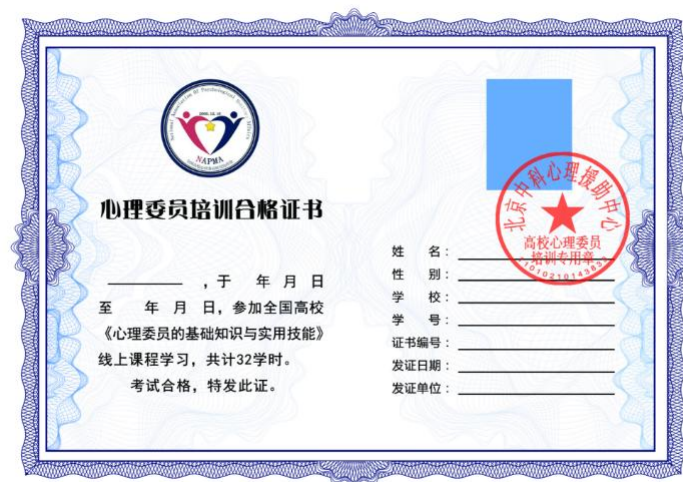 NAPMA
心理委员培训合格证书
，于 年 月 日
至 年 月 日，参加全国高校
《心理委员的基础知识与实用技能》
线上课程学习，共计32学时。
考试合格，特发此证。
北京中科心理援助中心
高校心理委员
培训专用章
姓 名：
性 别：
学 校：
学 号：
证书编号：
发证日期：
发证单位：